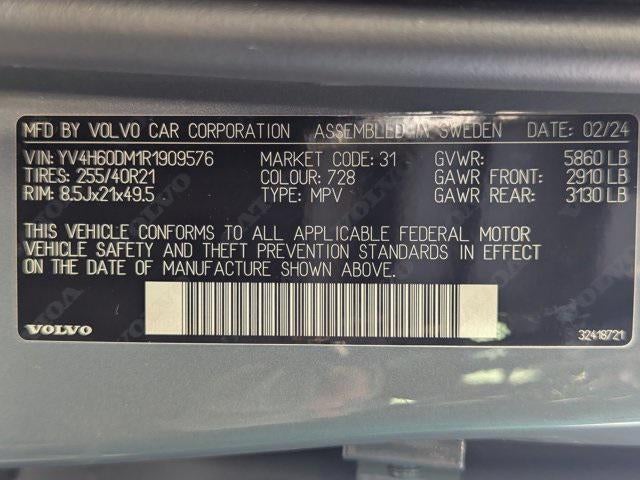 MFD BY VOLVO CAR CORPORATION ASSEMBLED IN SWEDEN DATE: 02/24
VIN: YV4H60DM1R1909576 MARKET CODE: 31 GVWR: 5860 LB
TIRES: 255/40R21 COLOUR: 728 GAWR FRONT: 2910 LB
RIM: 8.5Jx21x49.5 TYPE: MPV GAWR REAR: 3130 LB
THIS VEHICLE CONFORMS TO ALL APPLICABLE FEDERAL MOTOR
VEHICLE SAFETY AND THEFT PREVENTION STANDARDS IN EFFECT
ON THE DATE OF MANUFACTURE SHOWN ABOVE.
VOLVO 32418721